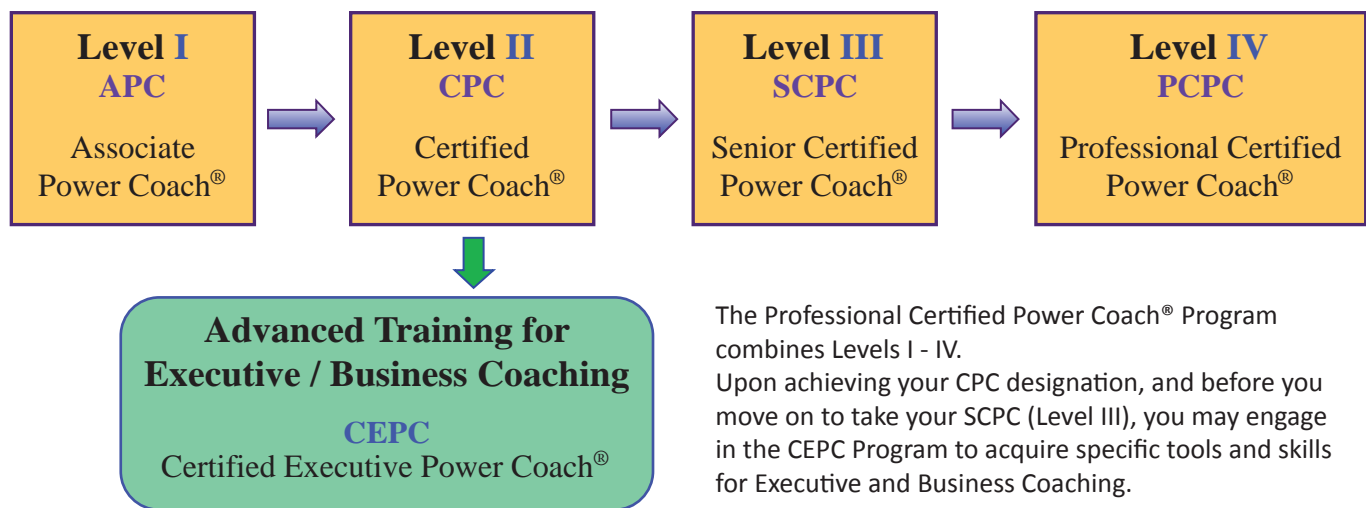 Level I
APC
Associate
Power Coach®
Level II
CPC
Certified
Power Coach®
Level III
SCPC
Senior Certified
Power Coach®
Level IV
PCPC
Professional Certified
Power Coach®
Advanced Training for
Executive / Business Coaching
CEPC
Certified Executive Power Coach®
The Professional Certified Power Coach® Program
combines Levels I - IV.
Upon achieving your CPC designation, and before you
move on to take your SCPC (Level III), you may engage
in the CEPC Program to acquire specific tools and skills
for Executive and Business Coaching.